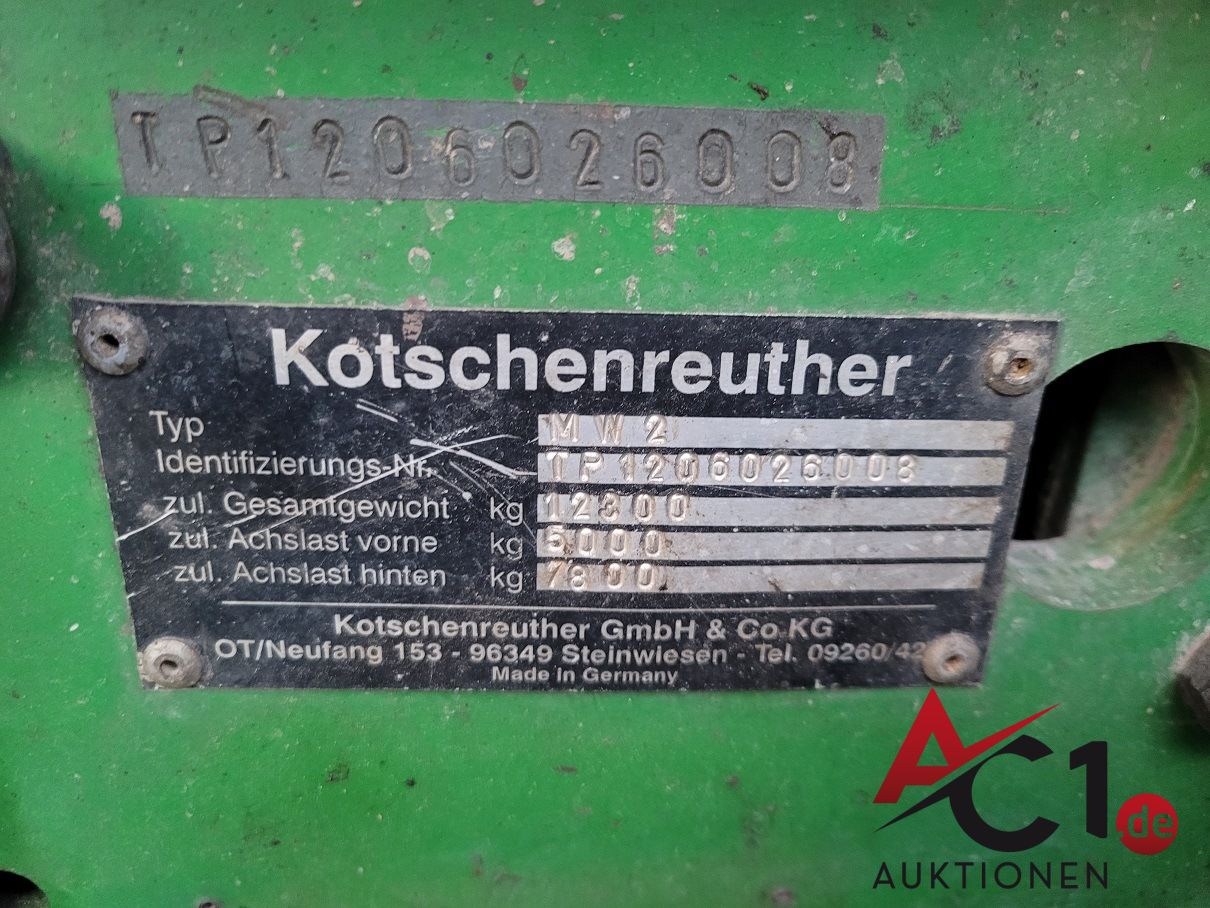 TP1206026008
Kotschenreuther
Typ MW2
Identifizierungs-Nr. TP1206026008
zul. Gesamtgewicht kg 12800
zul. Achslast vorne kg 5000
zul. Achslast hinten kg 7800
Kotschenreuther GmbH & Co KG
OT/Neufang 153 - 96349 Steinwiesen - Tel. 09260/42
Made in Germany
AC1.de
AUKTIONEN